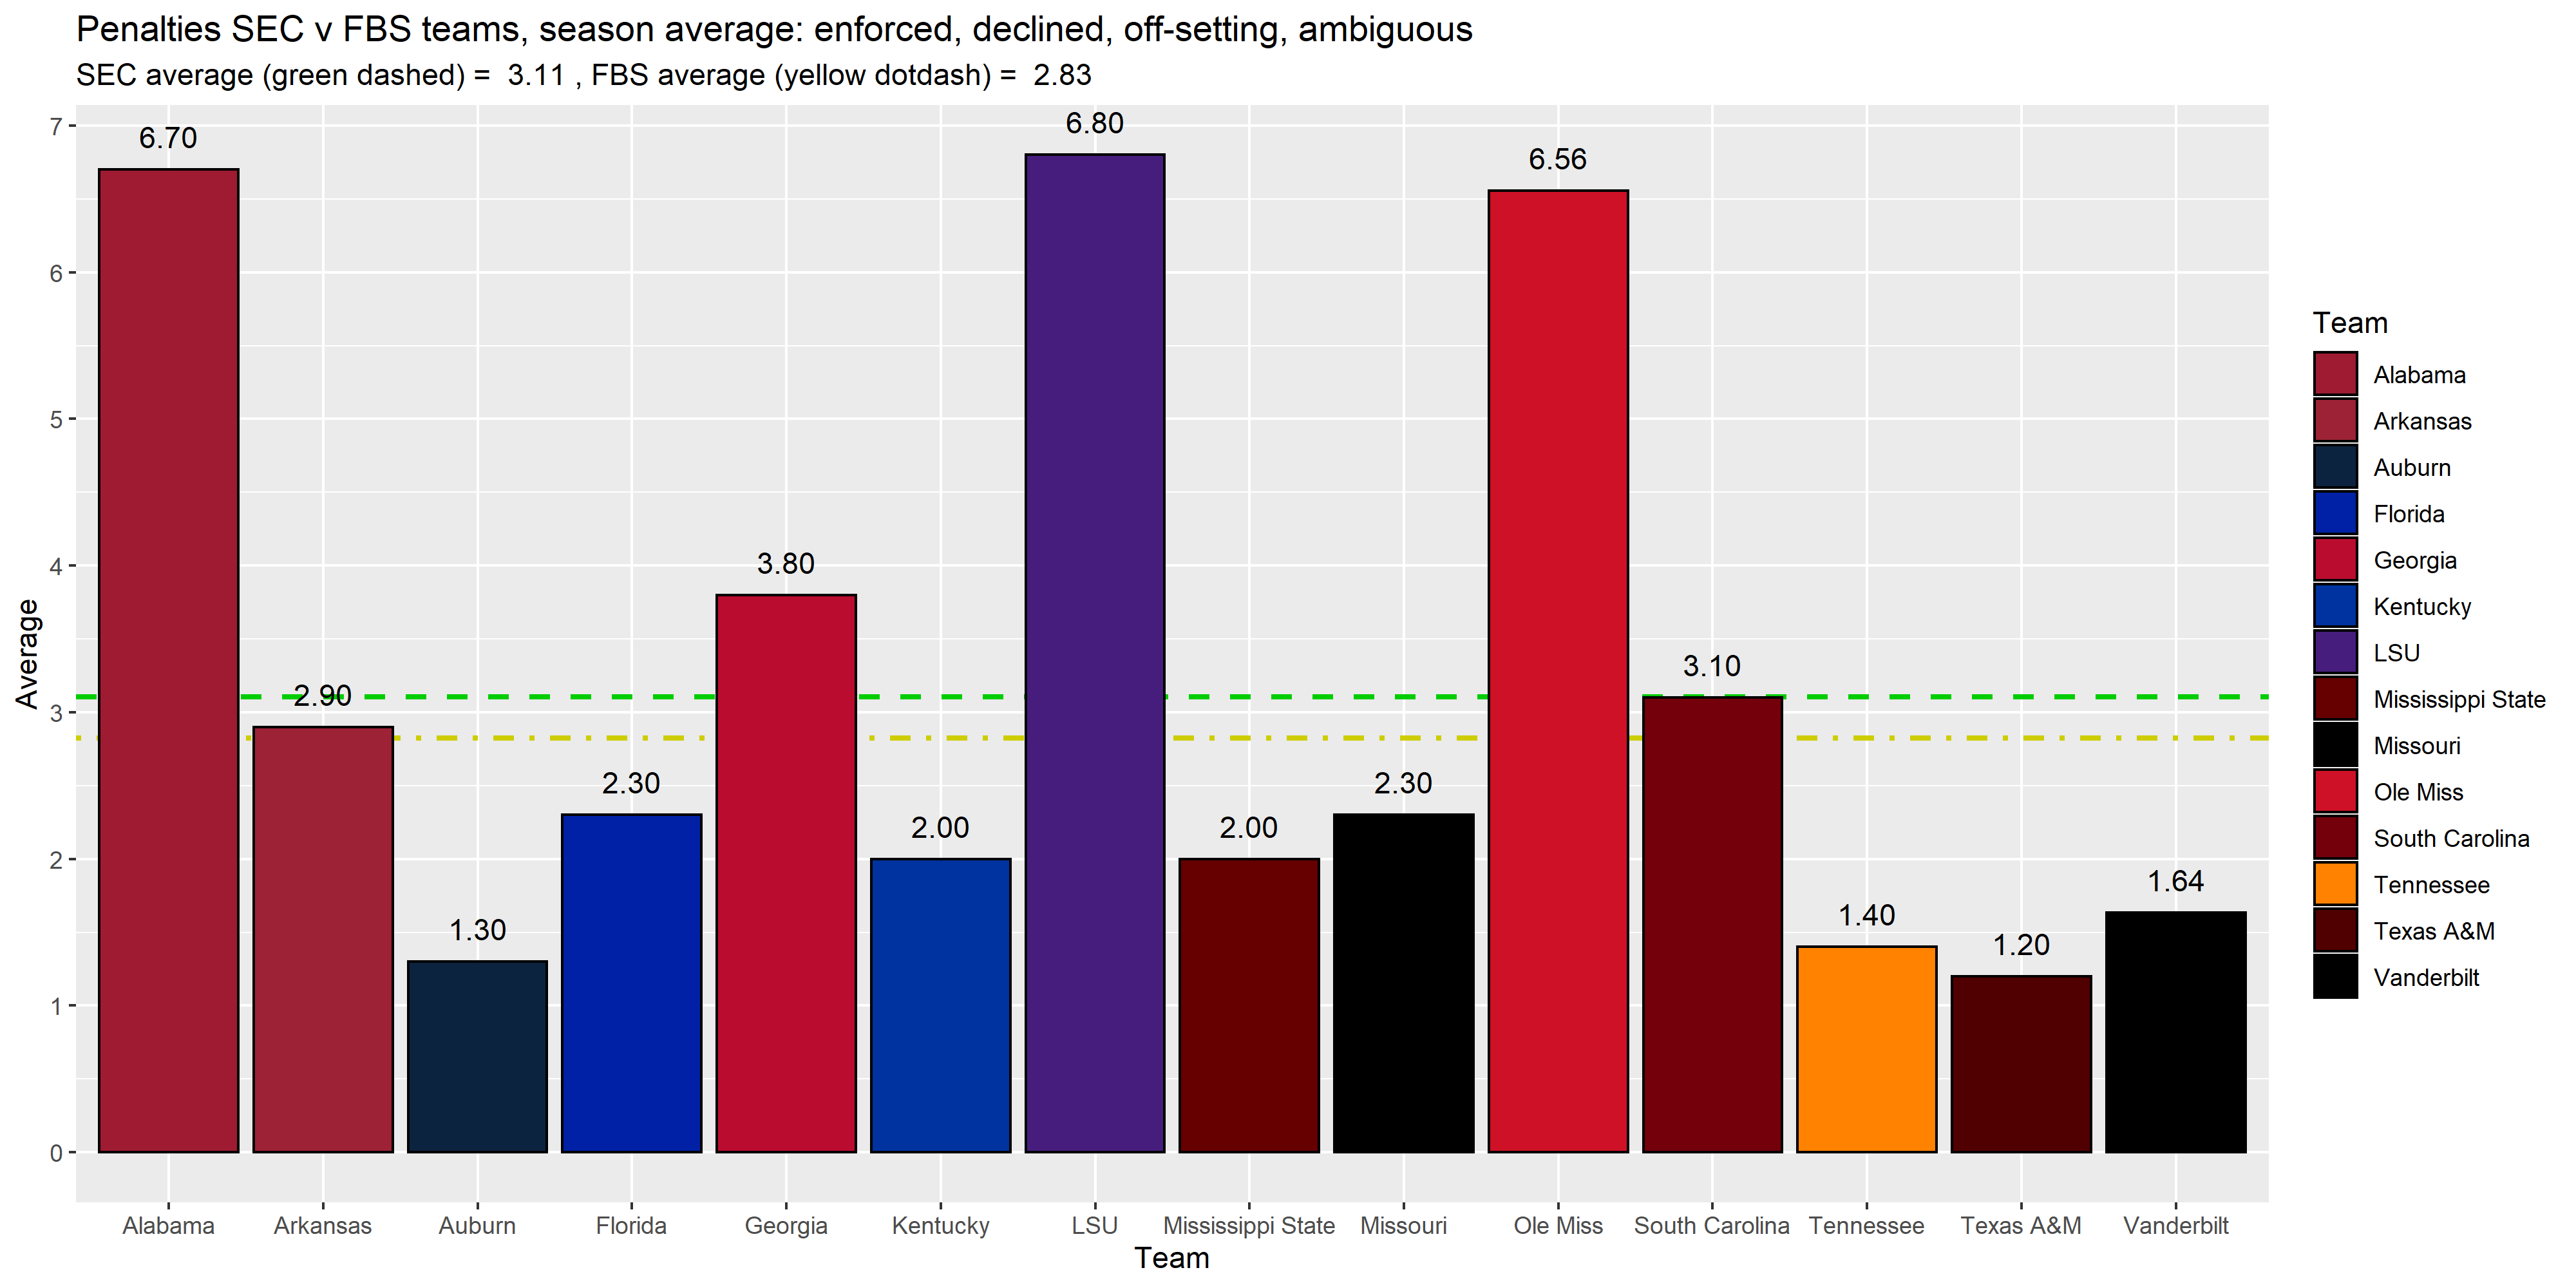 Penalties SEC v FBS teams, season average: enforced, declined, off-setting, ambiguous
SEC average (green dashed) =  3.11 , FBS average (yellow dotdash) =  2.83
Average
7
6
5
4
3
2
1
0
6.70
2.90
1.30
2.30
3.80
2.00
6.80
2.00
2.30
6.56
3.10
1.40
1.20
1.64
Alabama
Arkansas
Auburn
Florida
Georgia
Kentucky
LSU
Mississippi State
Missouri
Ole Miss
South Carolina
Tennessee
Texas A&M
Vanderbilt
Team
Team
Alabama
Arkansas
Auburn
Florida
Georgia
Kentucky
LSU
Mississippi State
Missouri
Ole Miss
South Carolina
Tennessee
Texas A&M
Vanderbilt